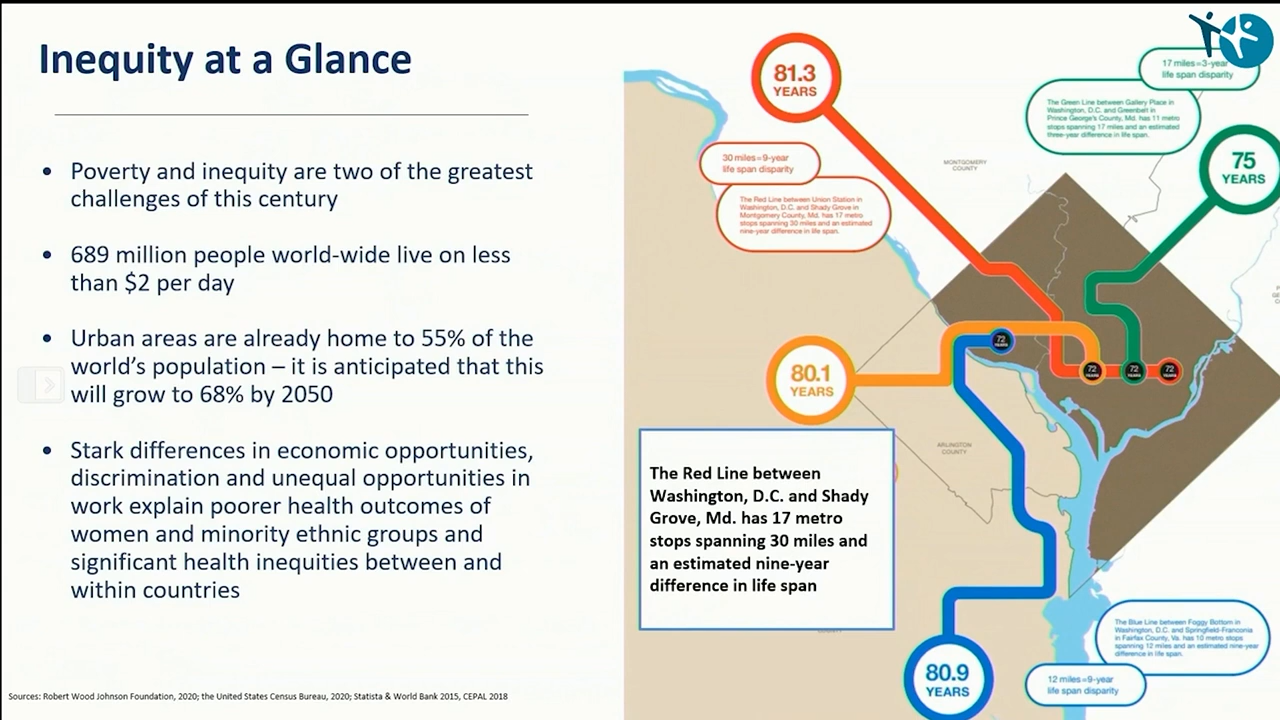 Inequity at a Glance
• Poverty and inequity are two of the greatest
challenges of this century
• 689 million people world-wide live on less
than $2 per day
• Urban areas are already home to 55% of the
world's population – it is anticipated that this
will grow to 68% by 2050
• Stark differences in economic opportunities,
discrimination and unequal opportunities in
work explain poorer health outcomes of
women and minority ethnic groups and
significant health inequities between and
within countries
Sources: Robert Wood Johnson Foundation, 2020; the United States Census Bureau, 2020; Statista & World Bank 2015, CEPAL 2018
81.3
YEARS
30 miles=9-year
life span disparity
The Red Line between Union Station in
Washington, D.C. and Shady Grove in
Montgomery County, Md. has 17 metro
stops spanning 30 miles and an estimated
nine-year difference in life span.
MONTGOMERY
COUNTY
17 miles=3-year
life span disparity
The Green Line between Gallery Place in
Washington, D.C. and Greenbelt in
Prince George's County, Md. has 11 metro
stops spanning 17 miles and an estimated
three-year difference in life span.
75
YEARS
72
YEARS
72
YEARS
72
YEARS
72
YEARS
80.1
YEARS
ARLINGTON
COUNTY
The Red Line between
Washington, D.C. and Shady
Grove, Md. has 17 metro
stops spanning 30 miles and
an estimated nine-year
difference in life span
80.9
YEARS
The Blue Line between Foggy Bottom in
Washington, D.C. and Springfield-Franconia
in Fairfax County, Va. has 10 metro stops
spanning 12 miles and an estimated nine-year
difference in life span.
12 miles=9-year
life span disparity